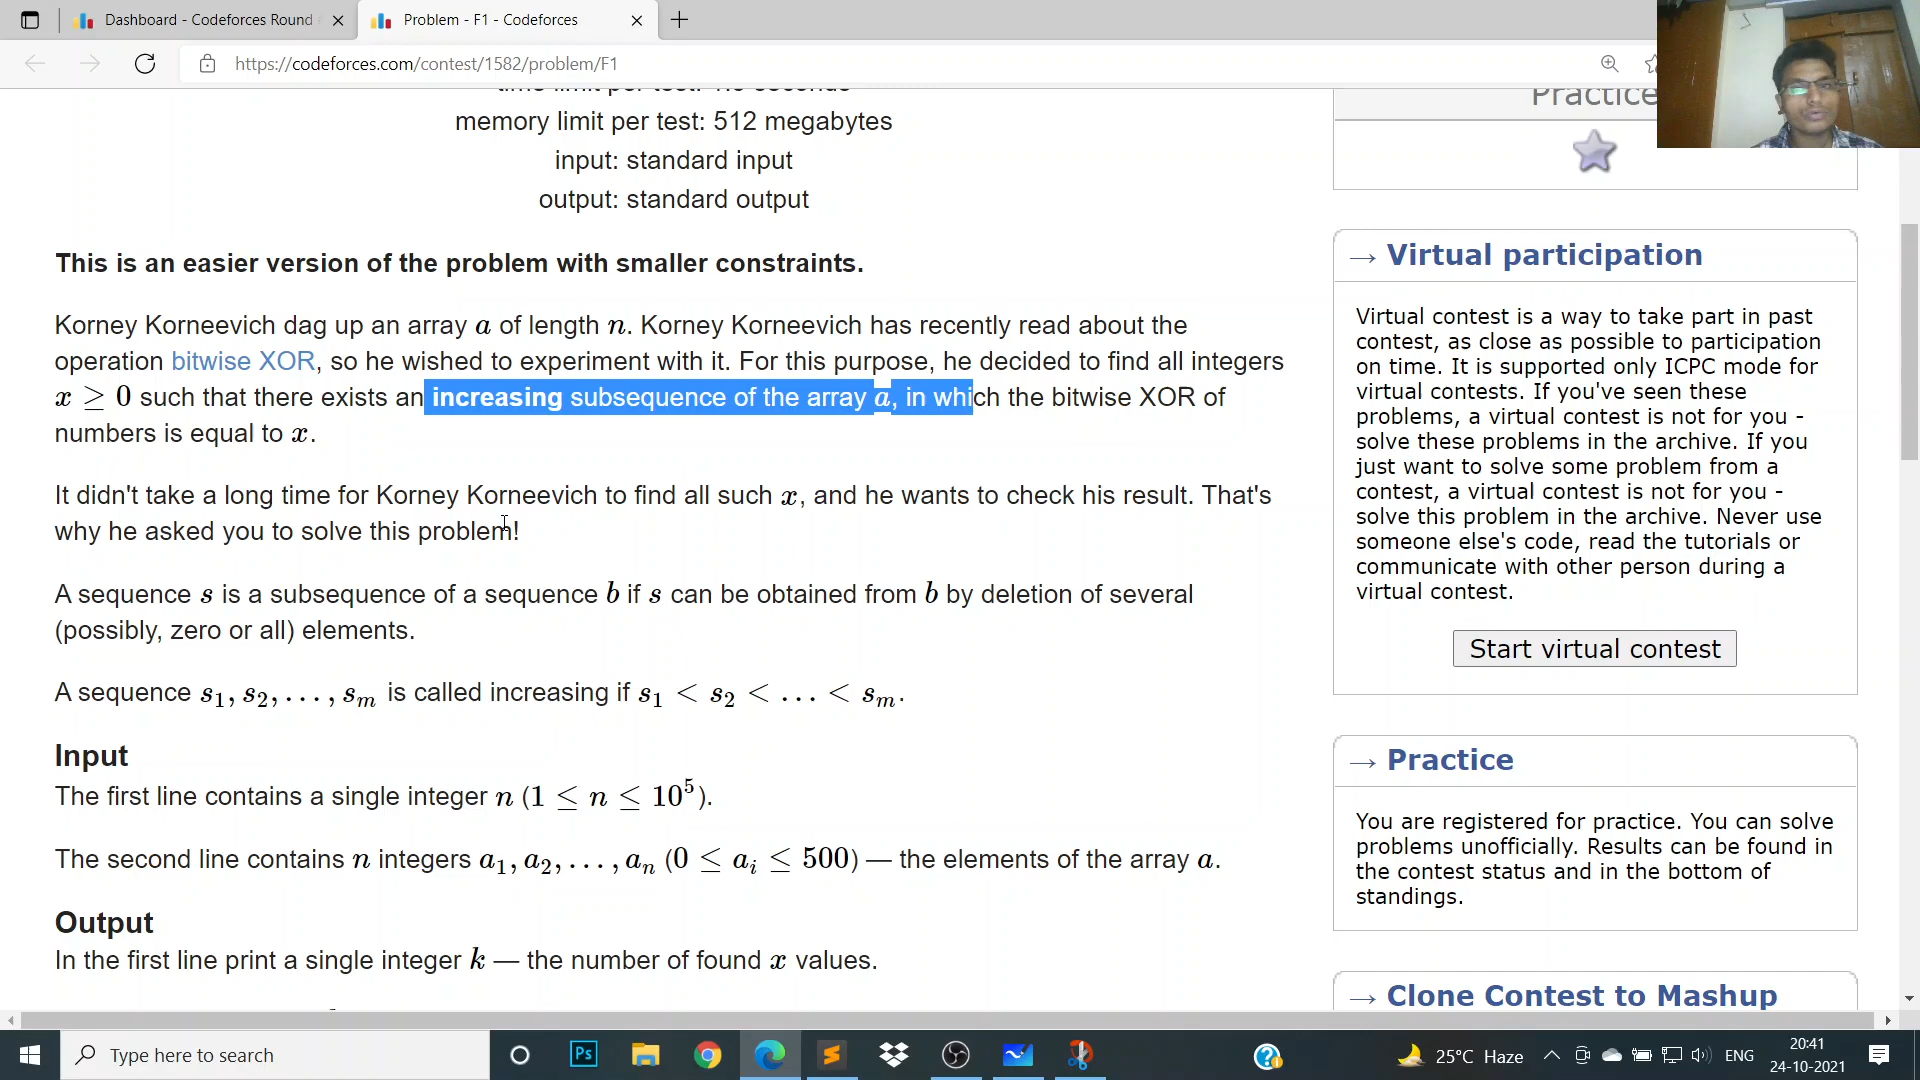 Dashboard - Codeforces Round
Problem - F1 - Codeforces
https://codeforces.com/contest/1582/problem/F1
memory limit per test: 512 megabytes
input: standard input
output: standard output
This is an easier version of the problem with smaller constraints.
Korney Korneevich dag up an array a of length n. Korney Korneevich has recently read about the
operation bitwise XOR, so he wished to experiment with it. For this purpose, he decided to find all integers
x ≥ 0 such that there exists an increasing subsequence of the array a, in which the bitwise XOR of
numbers is equal to x.
It didn't take a long time for Korney Korneevich to find all such x, and he wants to check his result. That's
why he asked you to solve this problem!
A sequence s is a subsequence of a sequence b if s can be obtained from b by deletion of several
(possibly, zero or all) elements.
A sequence s₁, s₂, ..., sₘ is called increasing if s₁ < s₂ < ... < sₘ.
Input
The first line contains a single integer n (1 ≤ n ≤ 10⁵).
The second line contains n integers a₁, a₂, ..., aₙ (0 ≤ aᵢ ≤ 500) — the elements of the array a.
Output
In the first line print a single integer k — the number of found x values.
Practice
→ Virtual participation
Virtual contest is a way to take part in past
contest, as close as possible to participation
on time. It is supported only ICPC mode for
virtual contests. If you've seen these
problems, a virtual contest is not for you -
solve these problems in the archive. If you
just want to solve some problem from a
contest, a virtual contest is not for you -
solve this problem in the archive. Never use
someone else's code, read the tutorials or
communicate with other person during a
virtual contest.
Start virtual contest
→ Practice
You are registered for practice. You can solve
problems unofficially. Results can be found in
the contest status and in the bottom of
standings.
→ Clone Contest to Mashup
Type here to search
Ps
25°C Haze
ENG
20:41
24-10-2021